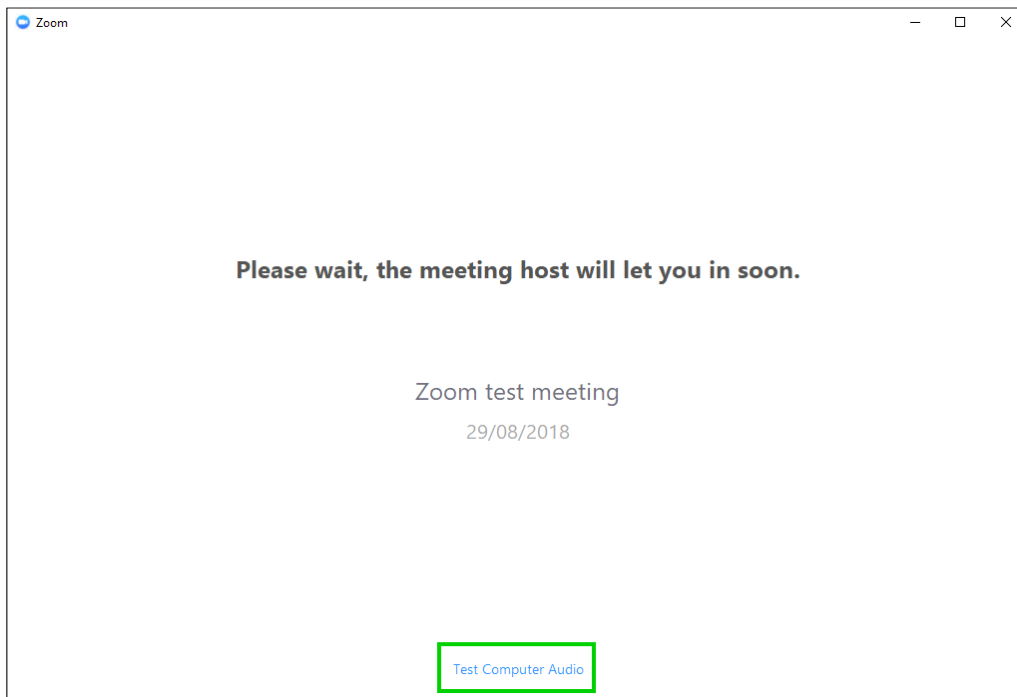 Zoom
Please wait, the meeting host will let you in soon.
Zoom test meeting
29/08/2018
Test Computer Audio